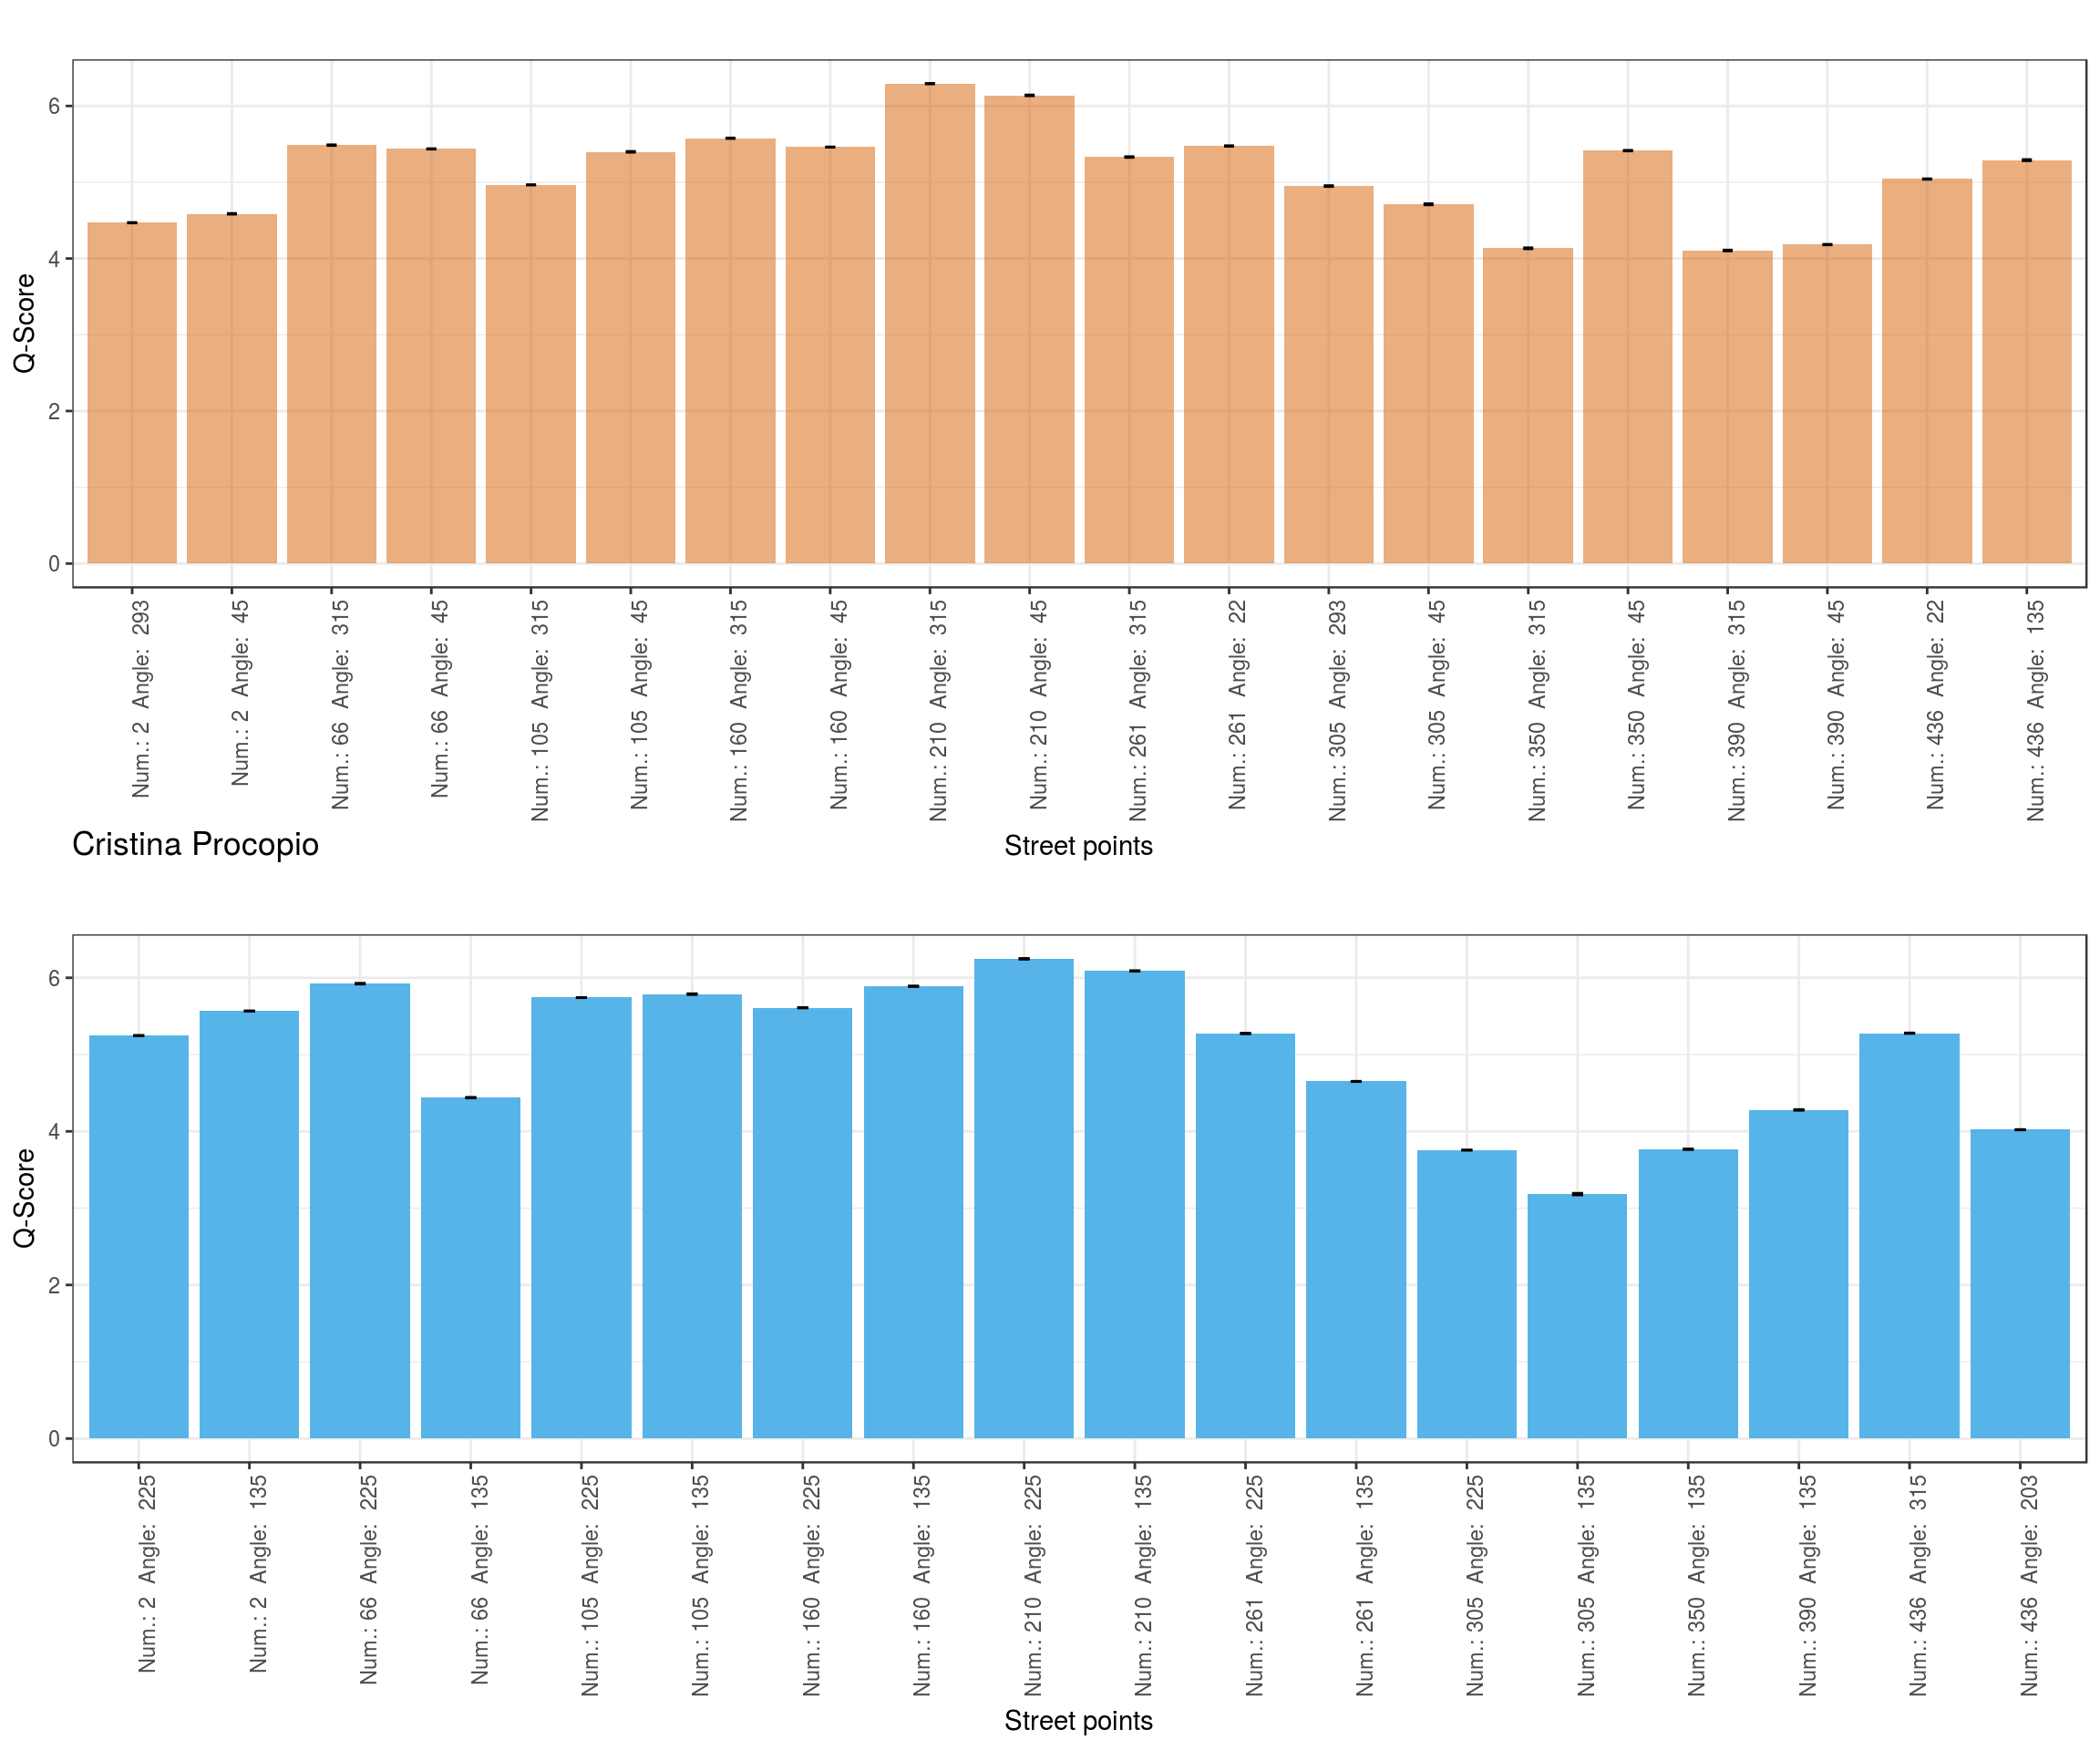 Q-Score
6
4
2
0
Num.: 2 Angle: 293
Num.: 2 Angle: 45
Num.: 66 Angle: 315
Num.: 66 Angle: 45
Num.: 105 Angle: 315
Num.: 105 Angle: 45
Num.: 160 Angle: 315
Num.: 160 Angle: 45
Num.: 210 Angle: 315
Num.: 210 Angle: 45
Num.: 261 Angle: 315
Num.: 261 Angle: 22
Num.: 305 Angle: 293
Num.: 305 Angle: 45
Num.: 350 Angle: 315
Num.: 350 Angle: 45
Num.: 390 Angle: 315
Num.: 390 Angle: 45
Num.: 436 Angle: 22
Num.: 436 Angle: 135
Street points
Cristina Procopio
Q-Score
6
4
2
0
Num.: 2 Angle: 225
Num.: 2 Angle: 135
Num.: 66 Angle: 225
Num.: 66 Angle: 135
Num.: 105 Angle: 225
Num.: 105 Angle: 135
Num.: 160 Angle: 225
Num.: 160 Angle: 135
Num.: 210 Angle: 225
Num.: 210 Angle: 135
Num.: 261 Angle: 225
Num.: 261 Angle: 135
Num.: 305 Angle: 225
Num.: 305 Angle: 135
Num.: 350 Angle: 135
Num.: 390 Angle: 135
Num.: 436 Angle: 315
Num.: 436 Angle: 203
Street points